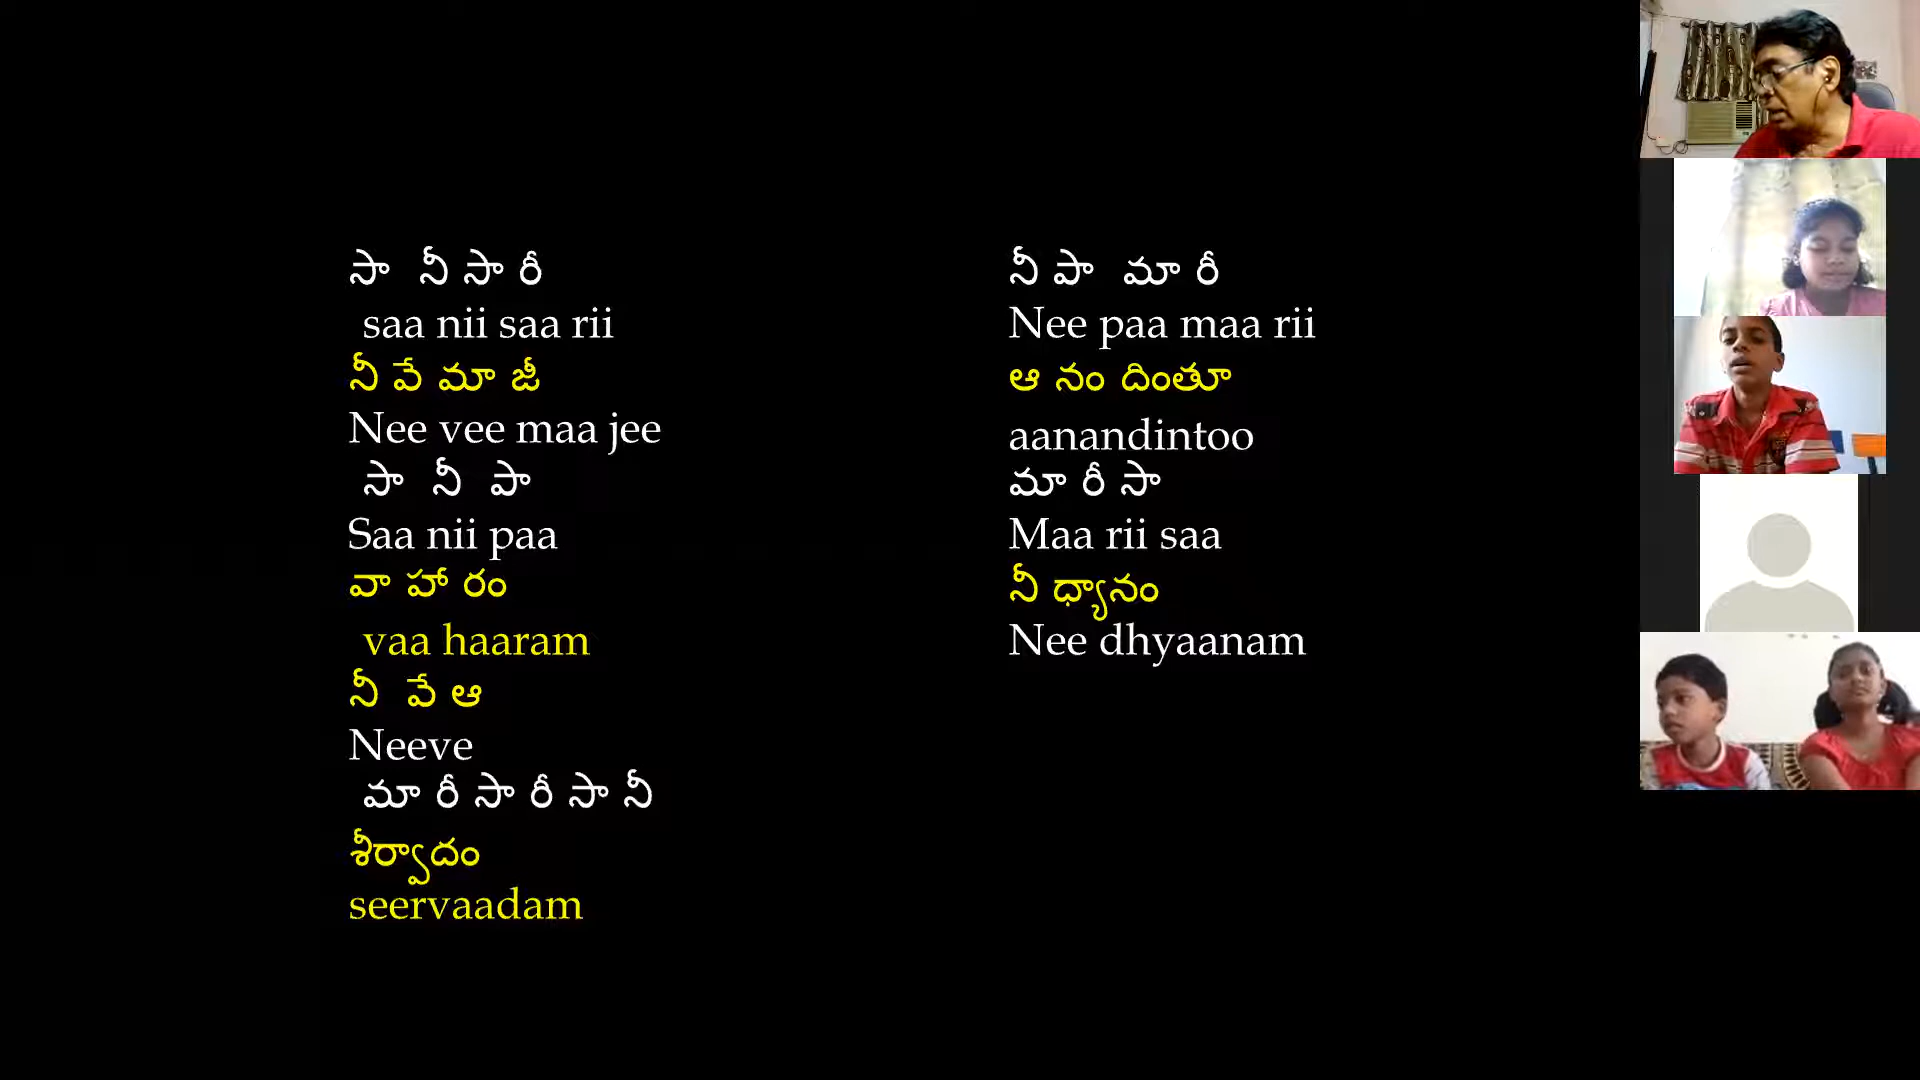 సా నీ సా రీ
saa nii saa rii
నీ వే మా జీ
Nee vee maa jee
సా నీ పా
Saa nii paa
వా హా రం
vaa haaram
నీ వే ఆ
Neeve
మా రీ సా రీ సా నీ
శీర్వాదం
seervaadam
నీ పా మా రీ
Nee paa maa rii
ఆ నం దింతూ
aanandintoo
మా రీ సా
Maa rii saa
నీ ధ్యానం
Nee dhyaanam